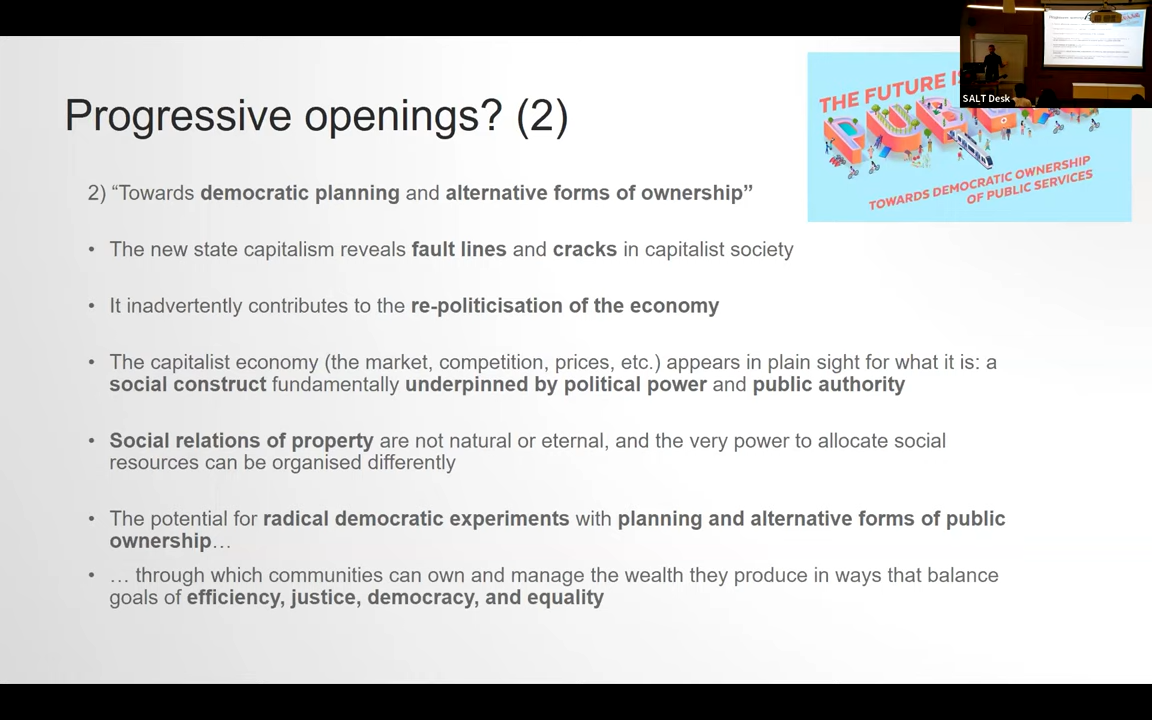 Progressive openings? (2)
THE FUTURE IS
PUBLIC
TOWARDS DEMOCRATIC OWNERSHIP
OF PUBLIC SERVICES
SALT Desk
2) “Towards democratic planning and alternative forms of ownership”
• The new state capitalism reveals fault lines and cracks in capitalist society
• It inadvertently contributes to the re-politicisation of the economy
• The capitalist economy (the market, competition, prices, etc.) appears in plain sight for what it is: a
social construct fundamentally underpinned by political power and public authority
• Social relations of property are not natural or eternal, and the very power to allocate social
resources can be organised differently
• The potential for radical democratic experiments with planning and alternative forms of public
ownership…
• … through which communities can own and manage the wealth they produce in ways that balance
goals of efficiency, justice, democracy, and equality